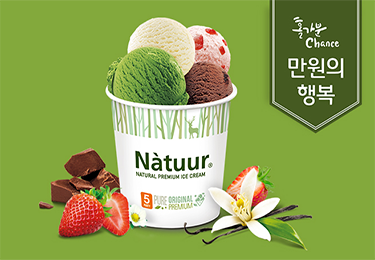 홀가분
Chance
만원의
행복
Nàtuur®
NATURAL PREMIUM ICE CREAM
5
PURE ORIGINAL
PREMIUM